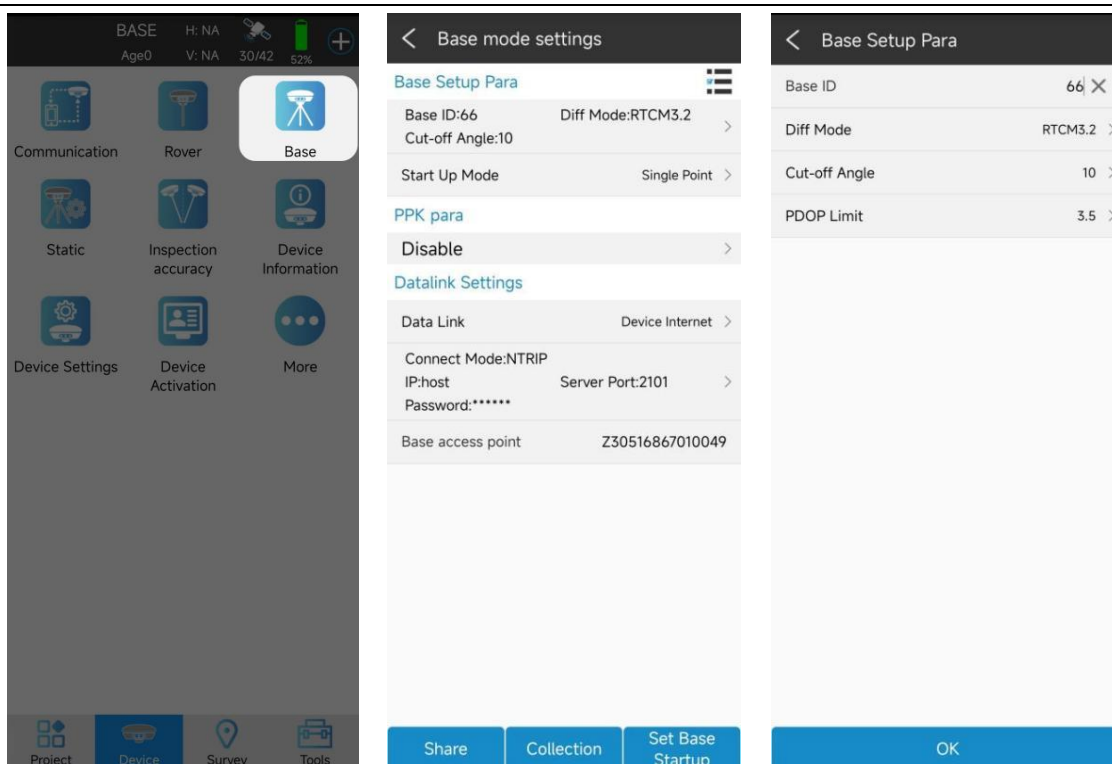 BASE H: NA
Age0 V: NA 30/42 52%
Communication Rover Base
Static Inspection accuracy Device Information
Device Settings Device Activation More
Project Device Survey Tools
Base mode settings
Base Setup Para
Base ID:66 Diff Mode:RTCM3.2
Cut-off Angle:10
Start Up Mode Single Point
PPK para
Disable
Datalink Settings
Data Link Device Internet
Connect Mode:NTRIP
IP:host Server Port:2101
Password:******
Base access point Z30516867010049
Share Collection Set Base Startup
Base Setup Para
Base ID 66
Diff Mode RTCM3.2
Cut-off Angle 10
PDOP Limit 3.5
OK